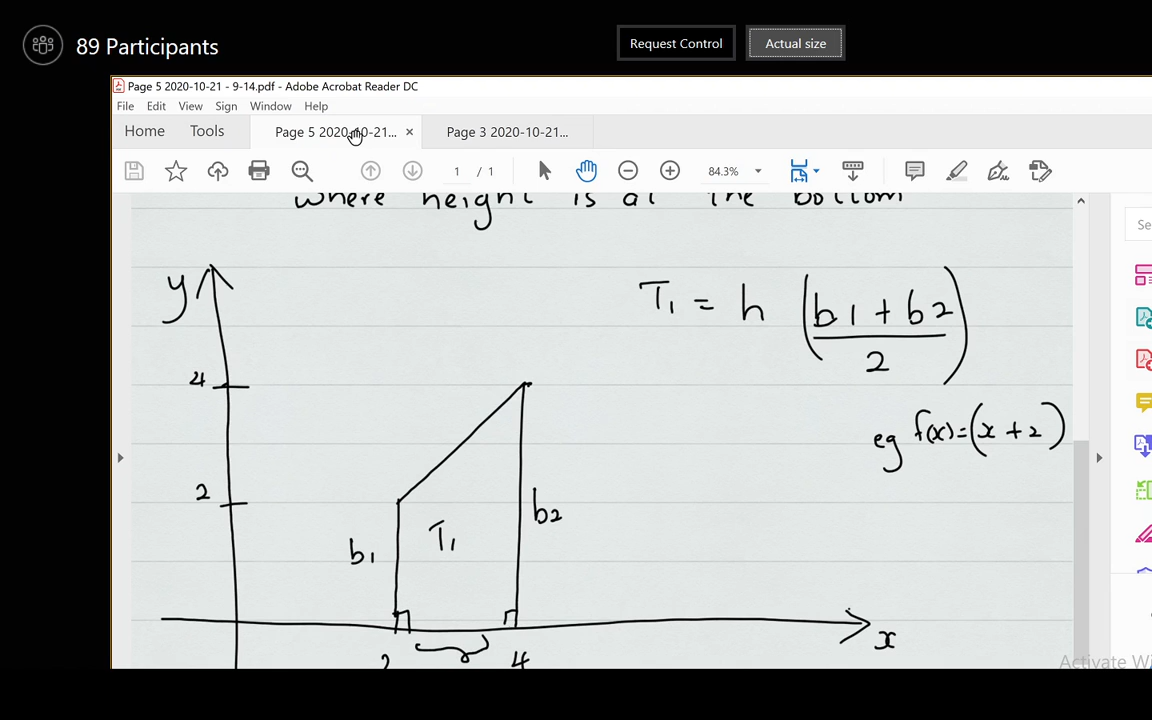 89 Participants
Request Control
Actual size
Page 5 2020-10-21 - 9-14.pdf - Adobe Acrobat Reader DC
File Edit View Sign Window Help
Home Tools Page 5 2020-10-21... × Page 3 2020-10-21...
1 / 1 84.3%
where height is at the bottom
Se
y
T1 = h (b1 + b2 / 2)
4
eg f(x)=(x+2)
2
b1 T1 b2
x
2 4
Activate Wi